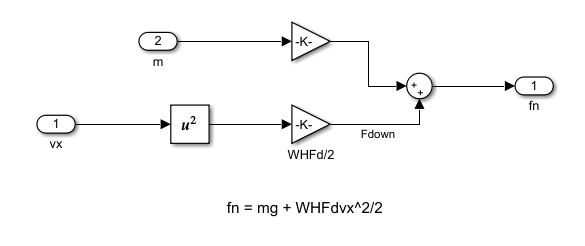 2
m
-K-
1
vx
u²
-K-
WHFd/2
+
+
Fdown
1
fn
fn = mg + WHFdvx^2/2